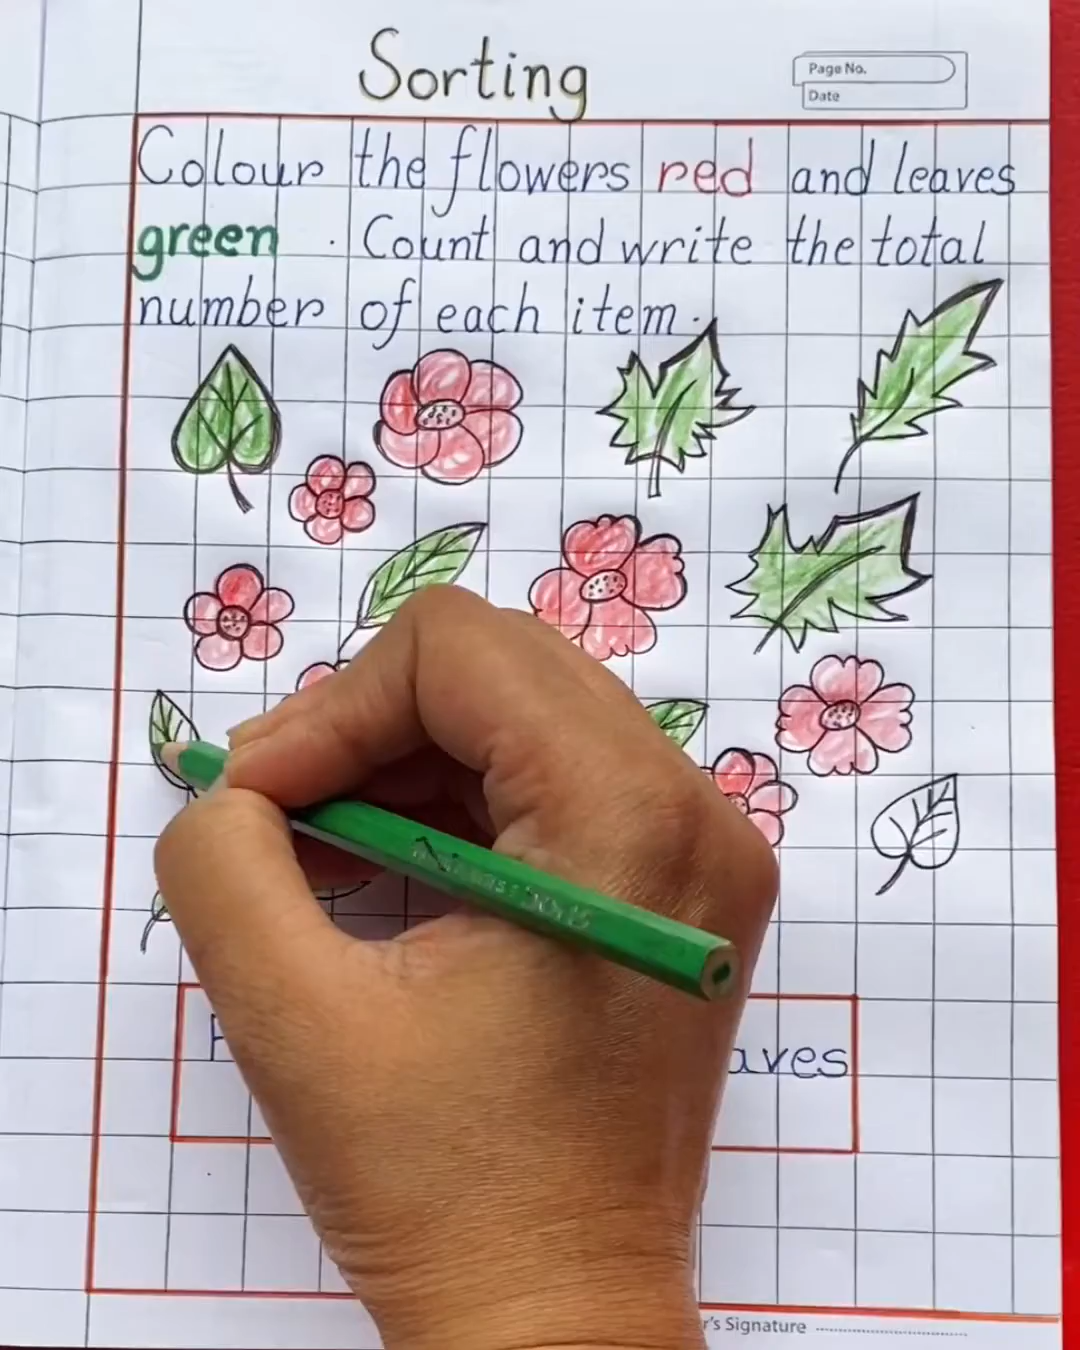 Sorting
Page No.
Date
Colour the flowers red and leaves
green . Count and write the total
number of each item.
r's Signature